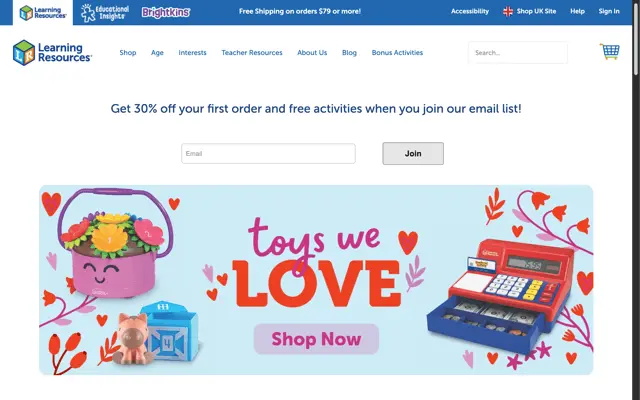 Learning Resources
Educational Insights
Brightkins
Free Shipping on orders $79 or more!
Accessibility
Shop UK Site
Help
Sign In
Learning
Resources
Shop
Age
Interests
Teacher Resources
About Us
Blog
Bonus Activities
Search...
Get 30% off your first order and free activities when you join our email list!
Email
Join
toys we
LOVE
Shop Now
4